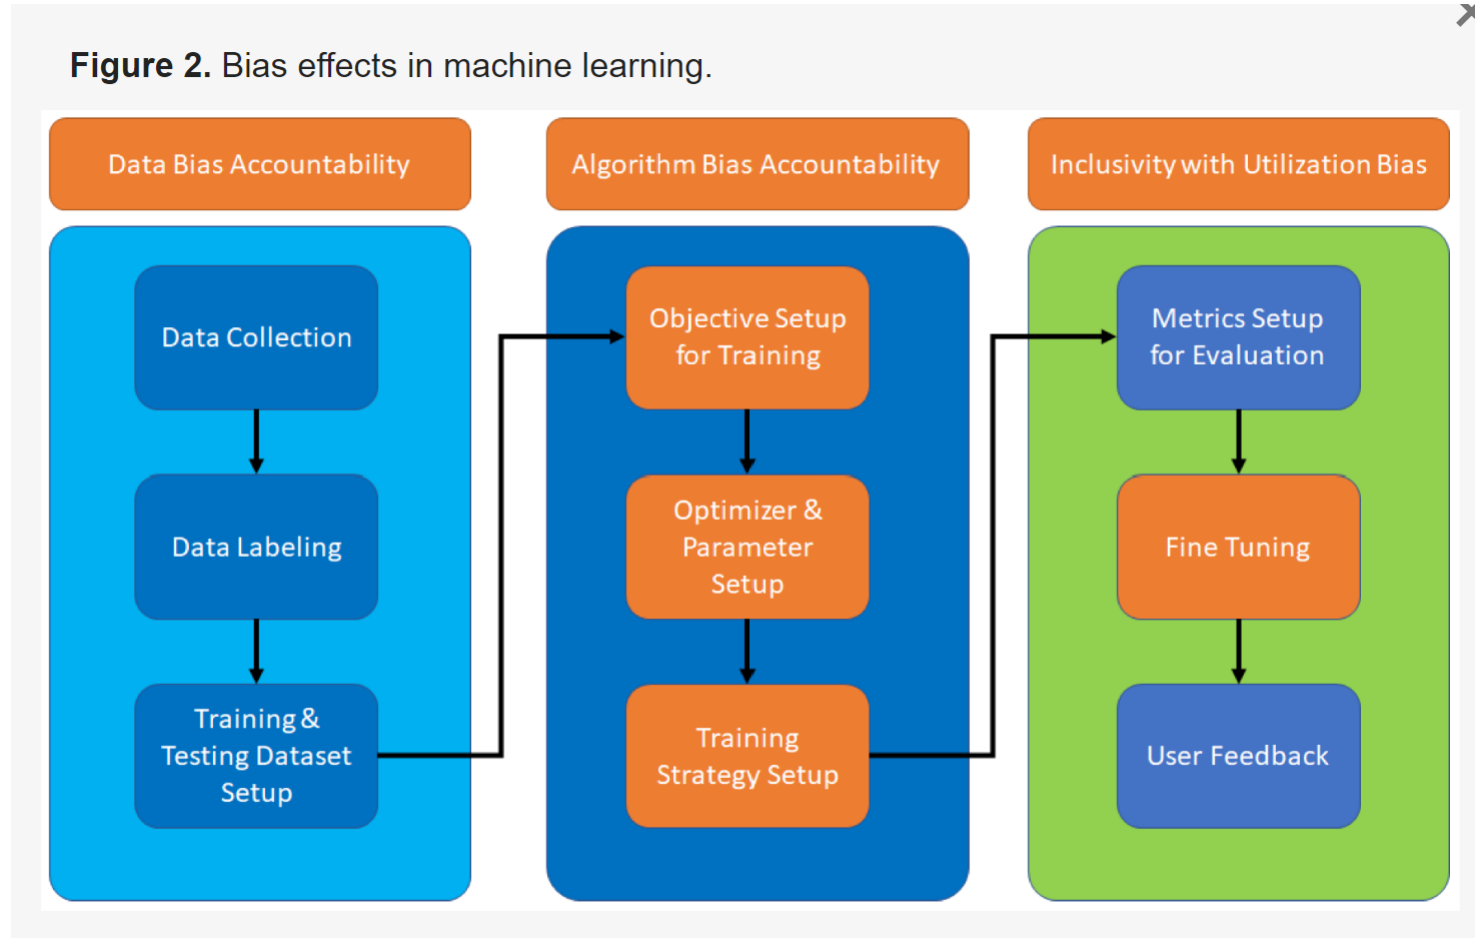 Figure 2. Bias effects in machine learning.
Data Bias Accountability
Data Collection
Data Labeling
Training &
Testing Dataset
Setup
Algorithm Bias Accountability
Objective Setup
for Training
Optimizer &
Parameter
Setup
Training
Strategy Setup
Inclusivity with Utilization Bias
Metrics Setup
for Evaluation
Fine Tuning
User Feedback